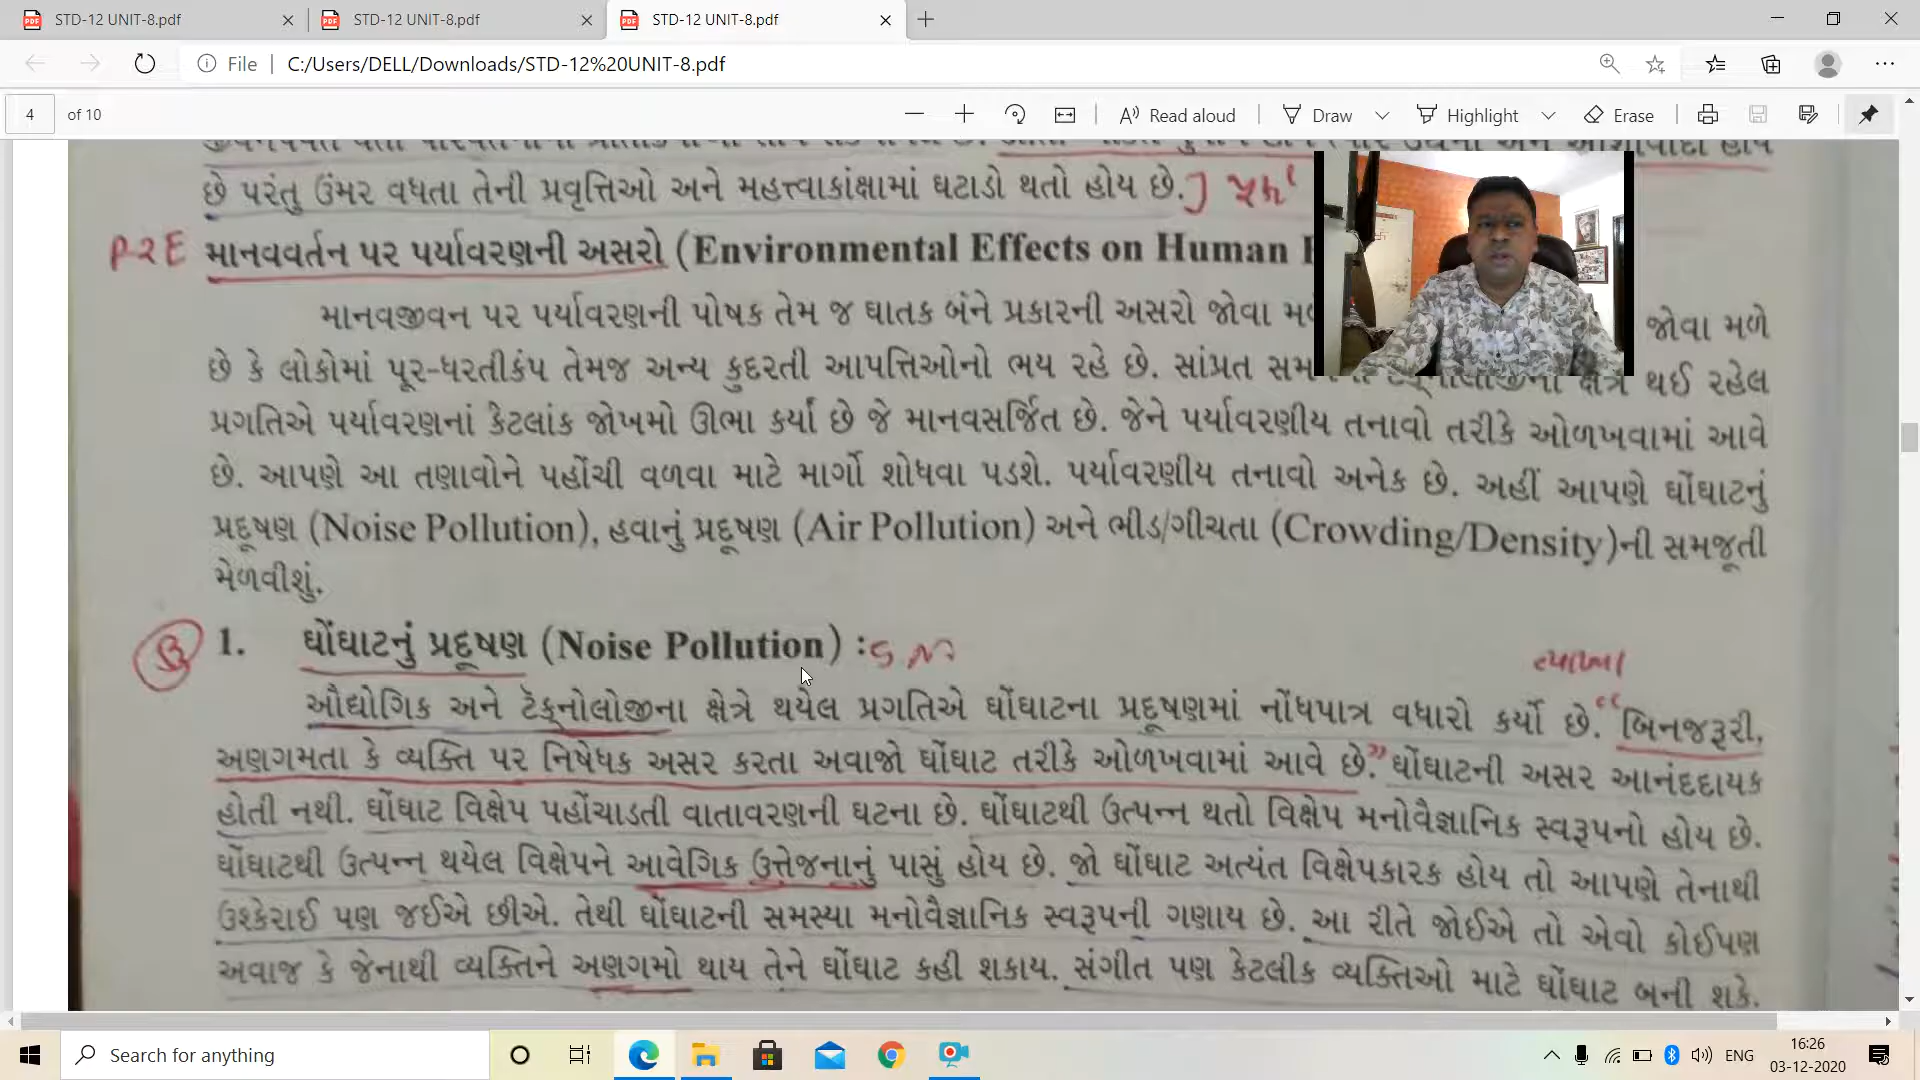 STD-12 UNIT-8.pdf
STD-12 UNIT-8.pdf
STD-12 UNIT-8.pdf
File
C:/Users/DELL/Downloads/STD-12%20UNIT-8.pdf
4 of 10
Read aloud
Draw
Highlight
Erase
છે પરંતુ ઉંમર વધતા તેની પ્રવૃત્તિઓ અને મહત્ત્વાકાંક્ષામાં ઘટાડો થતો હોય છે.
P-2 E માનવવર્તન પર પર્યાવરણની અસરો (Environmental Effects on Human
માનવજીવન પર પર્યાવરણની પોષક તેમ જ ઘાતક બંને પ્રકારની અસરો જોવા જોવા મળે
છે કે લોકોમાં પૂર-ધરતીકંપ તેમજ અન્ય કુદરતી આપત્તિઓનો ભય રહે છે. સાંપ્રત ક્ષેત્રે થઈ રહેલ
પ્રગતિએ પર્યાવરણનાં કેટલાંક જોખમો ઊભા કર્યાં છે જે માનવસર્જિત છે. જેને પર્યાવરણીય તનાવો તરીકે ઓળખવામાં આવે
છે. આપણે આ તણાવોને પહોંચી વળવા માટે માર્ગો શોધવા પડશે. પર્યાવરણીય તનાવો અનેક છે. અહીં આપણે ઘોંઘાટનું
પ્રદૂષણ (Noise Pollution), હવાનું પ્રદૂષણ (Air Pollution) અને ભીડ/ગીચતા (Crowding/Density)ની સમજૂતી
મેળવીશું.
1. ઘોંઘાટનું પ્રદૂષણ (Noise Pollution) :
વ્યાખ્યા
ઔદ્યોગિક અને ટૅક્નોલોજીના ક્ષેત્રે થયેલ પ્રગતિએ ઘોંઘાટના પ્રદૂષણમાં નોંધપાત્ર વધારો કર્યો છે. “બિનજરૂરી,
અણગમતા કે વ્યક્તિ પર નિષેધક અસર કરતા અવાજો ઘોંઘાટ તરીકે ઓળખવામાં આવે છે.” ઘોંઘાટની અસર આનંદદાયક
હોતી નથી. ઘોંઘાટ વિક્ષેપ પહોંચાડતી વાતાવરણની ઘટના છે. ઘોંઘાટથી ઉત્પન્ન થતો વિક્ષેપ મનોવૈજ્ઞાનિક સ્વરૂપનો હોય છે.
ઘોંઘાટથી ઉત્પન્ન થયેલ વિક્ષેપને આવેગિક ઉત્તેજનાનું પાસું હોય છે. જો ઘોંઘાટ અત્યંત વિક્ષેપકારક હોય તો આપણે તેનાથી
ઉશ્કેરાઈ પણ જઈએ છીએ. તેથી ઘોંઘાટની સમસ્યા મનોવૈજ્ઞાનિક સ્વરૂપની ગણાય છે. આ રીતે જોઈએ તો એવો કોઈપણ
અવાજ કે જેનાથી વ્યક્તિને અણગમો થાય તેને ઘોંઘાટ કહી શકાય. સંગીત પણ કેટલીક વ્યક્તિઓ માટે ઘોંઘાટ બની શકે.
Search for anything
ENG
16:26
03-12-2020